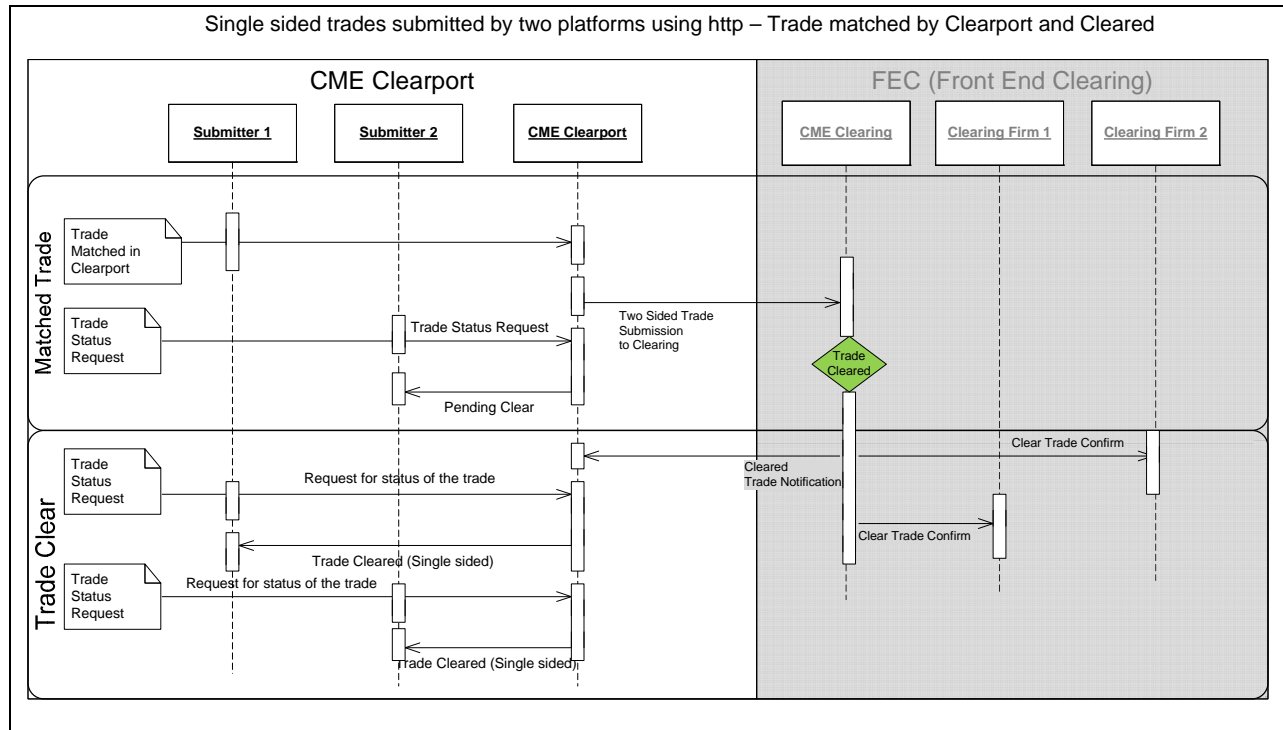 Single sided trades submitted by two platforms using http – Trade matched by Clearport and Cleared
CME Clearport
FEC (Front End Clearing)
Submitter 1
Submitter 2
CME Clearport
CME Clearing
Clearing Firm 1
Clearing Firm 2
Matched Trade
Trade
Matched in
Clearport
Two Sided Trade
Submission
to Clearing
Trade
Status
Request
Trade Status Request
Trade
Cleared
Pending Clear
Trade Clear
Clear Trade Confirm
Cleared
Trade Notification
Trade
Status
Request
Request for status of the trade
Clear Trade Confirm
Trade Cleared (Single sided)
Trade
Status
Request
Request for status of the trade
Trade Cleared (Single sided)